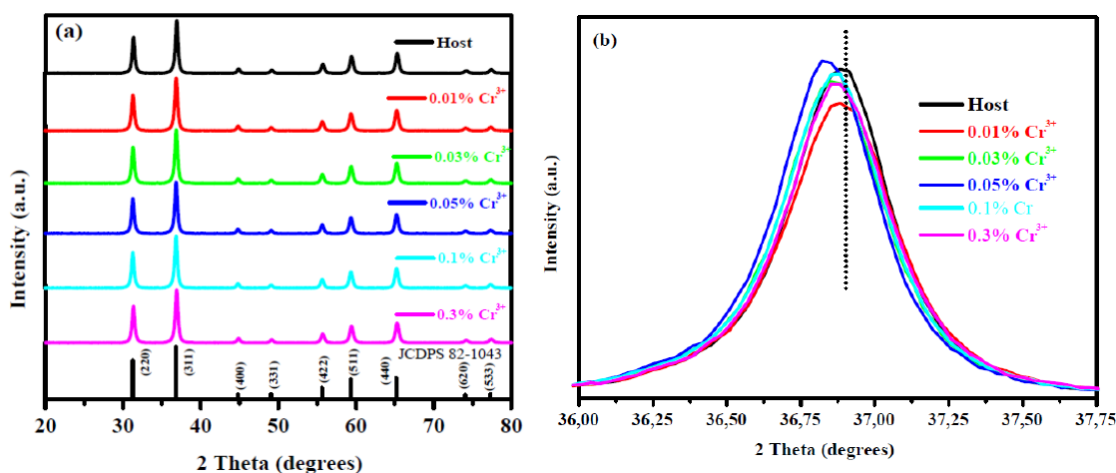 (a)
Host
0.01% Cr³⁺
0.03% Cr³⁺
0.05% Cr³⁺
0.1% Cr³⁺
0.3% Cr³⁺
JCDPS 82-1043
(220)
(311)
(400)
(331)
(422)
(511)
(440)
(620)
(533)
20 30 40 50 60 70 80
2 Theta (degrees)
Intensity (a.u.)
(b)
Host
0.01% Cr³⁺
0.03% Cr³⁺
0.05% Cr³⁺
0.1% Cr
0.3% Cr³⁺
36,00 36,25 36,50 36,75 37,00 37,25 37,50 37,75
2 Theta (degrees)
Intensity (a.u.)